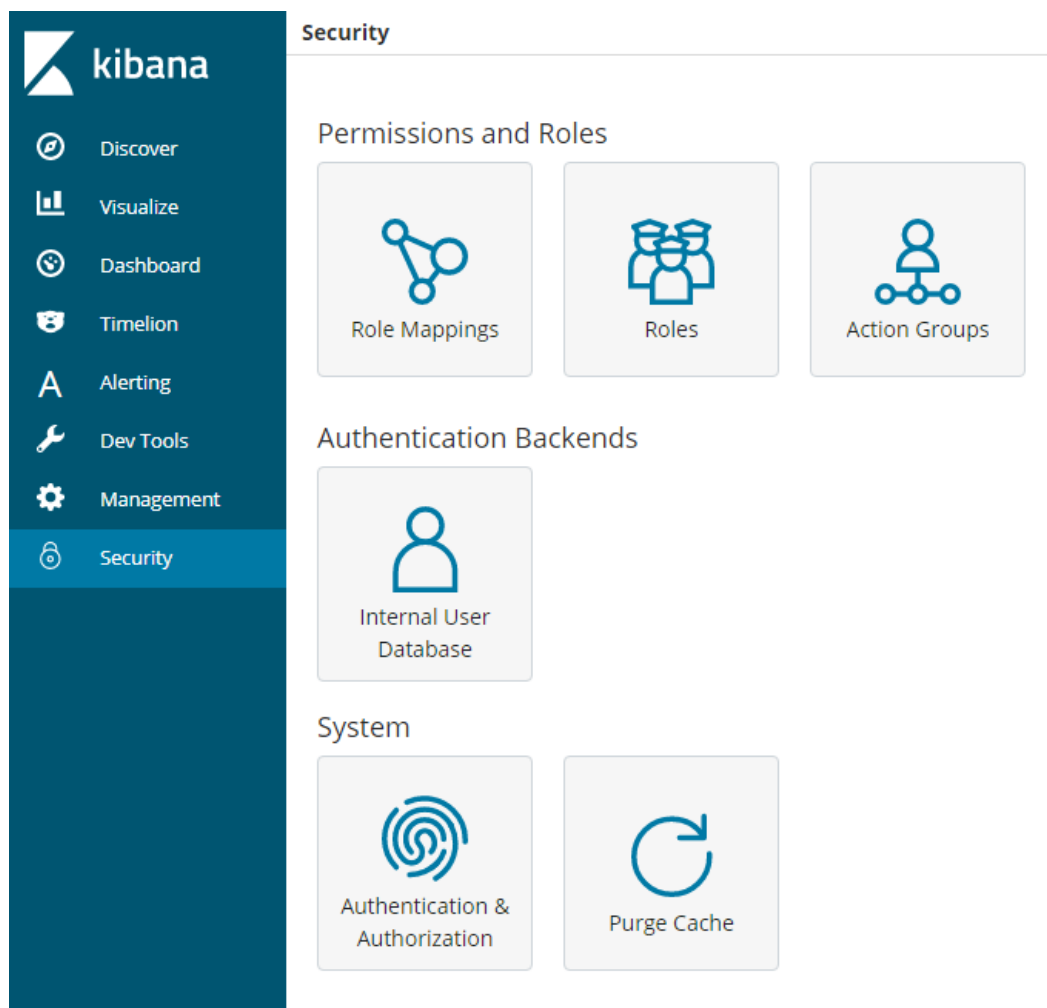 kibana
Discover
Visualize
Dashboard
Timelion
A Alerting
Dev Tools
Management
Security
Security
Permissions and Roles
Role Mappings
Roles
Action Groups
Authentication Backends
Internal User
Database
System
Authentication &
Authorization
Purge Cache